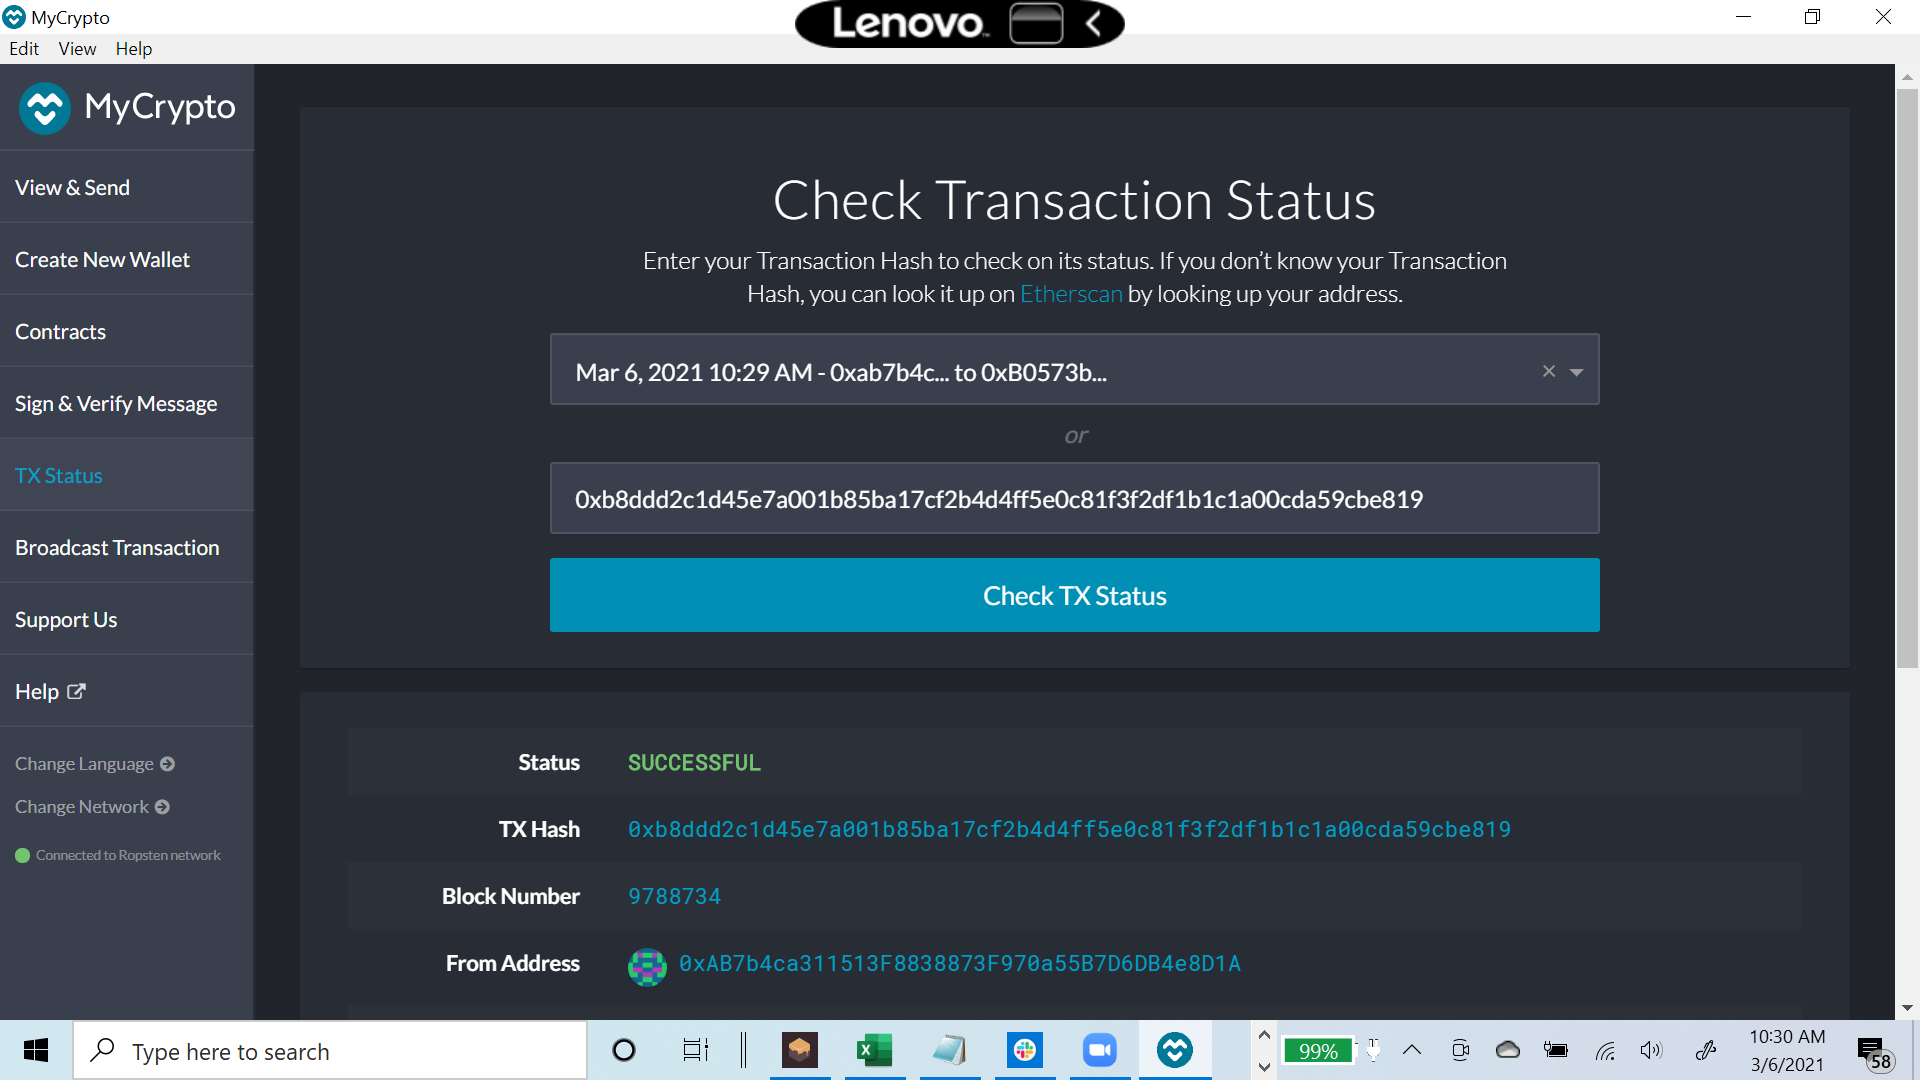 MyCrypto
Lenovo
Edit View Help
MyCrypto
View & Send
Create New Wallet
Contracts
Sign & Verify Message
TX Status
Broadcast Transaction
Support Us
Help
Change Language
Change Network
Connected to Ropsten network
Check Transaction Status
Enter your Transaction Hash to check on its status. If you don’t know your Transaction
Hash, you can look it up on Etherscan by looking up your address.
Mar 6, 2021 10:29 AM - 0xab7b4c... to 0xB0573b...
or
0xb8ddd2c1d45e7a001b85ba17cf2b4d4ff5e0c81f3f2df1b1c1a00cda59cbe819
Check TX Status
Status SUCCESSFUL
TX Hash 0xb8ddd2c1d45e7a001b85ba17cf2b4d4ff5e0c81f3f2df1b1c1a00cda59cbe819
Block Number 9788734
From Address 0xAB7b4ca311513F8838873F970a55B7D6DB4e8D1A
Type here to search
99%
10:30 AM
3/6/2021
58